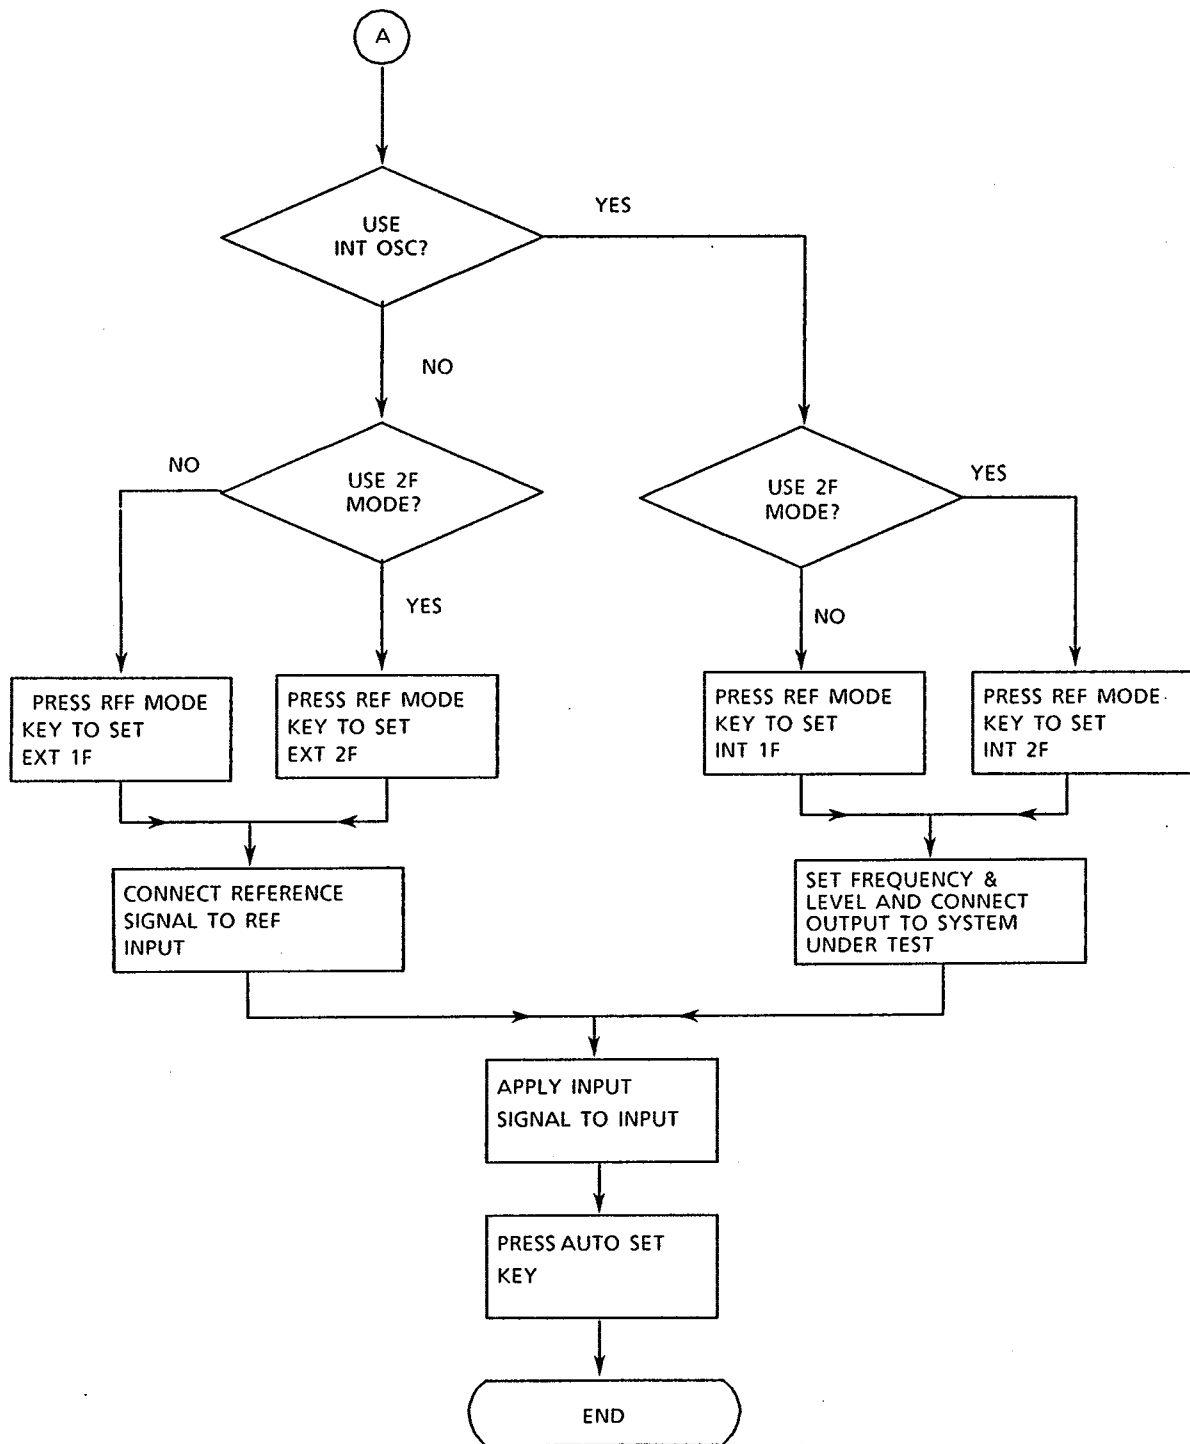 A
USE
INT OSC?
YES
NO
USE 2F
MODE?
NO
YES
USE 2F
MODE?
YES
NO
PRESS RFF MODE
KEY TO SET
EXT 1F
PRESS REF MODE
KEY TO SET
EXT 2F
PRESS REF MODE
KEY TO SET
INT 1F
PRESS REF MODE
KEY TO SET
INT 2F
CONNECT REFERENCE
SIGNAL TO REF
INPUT
SET FREQUENCY &
LEVEL AND CONNECT
OUTPUT TO SYSTEM
UNDER TEST
APPLY INPUT
SIGNAL TO INPUT
PRESS AUTO SET
KEY
END